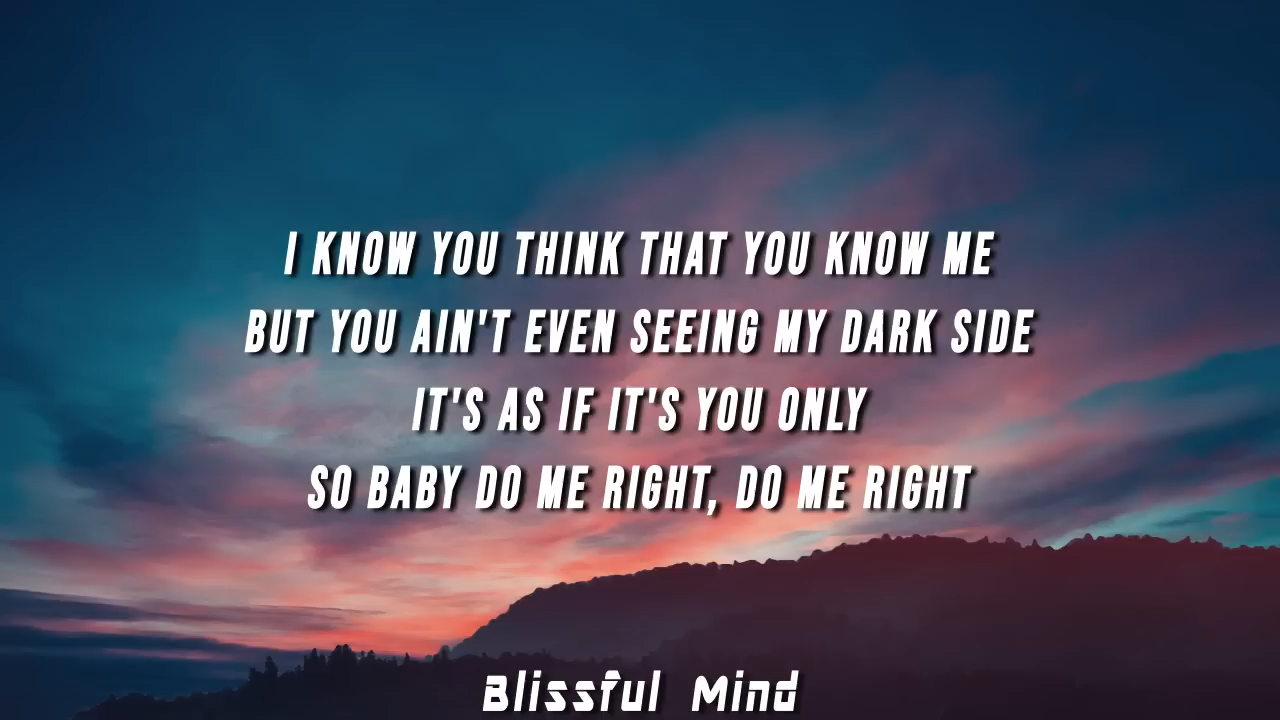 I KNOW YOU THINK THAT YOU KNOW ME
BUT YOU AIN'T EVEN SEEING MY DARK SIDE
IT'S AS IF IT'S YOU ONLY
SO BABY DO ME RIGHT, DO ME RIGHT
Blissful Mind